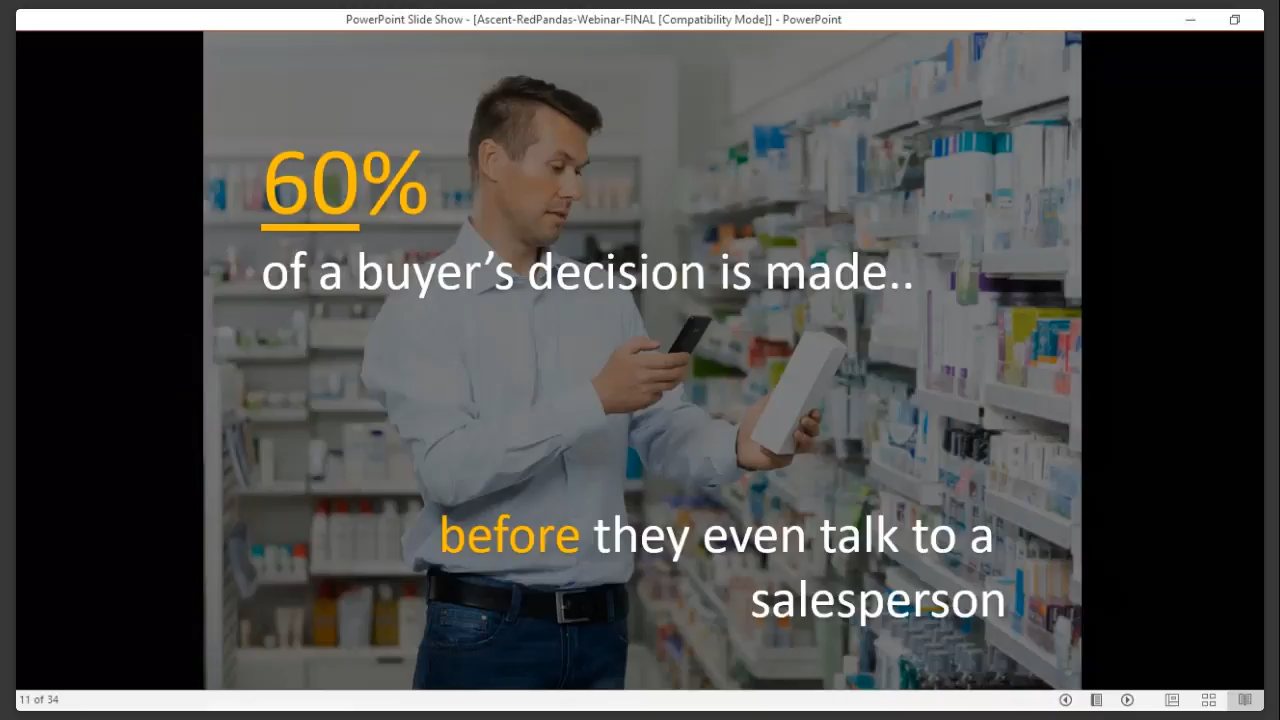 PowerPoint Slide Show - [Ascent-RedPandas-Webinar-FINAL [Compatibility Mode]] - PowerPoint
60%
of a buyer’s decision is made..
before they even talk to a
salesperson
11 of 34